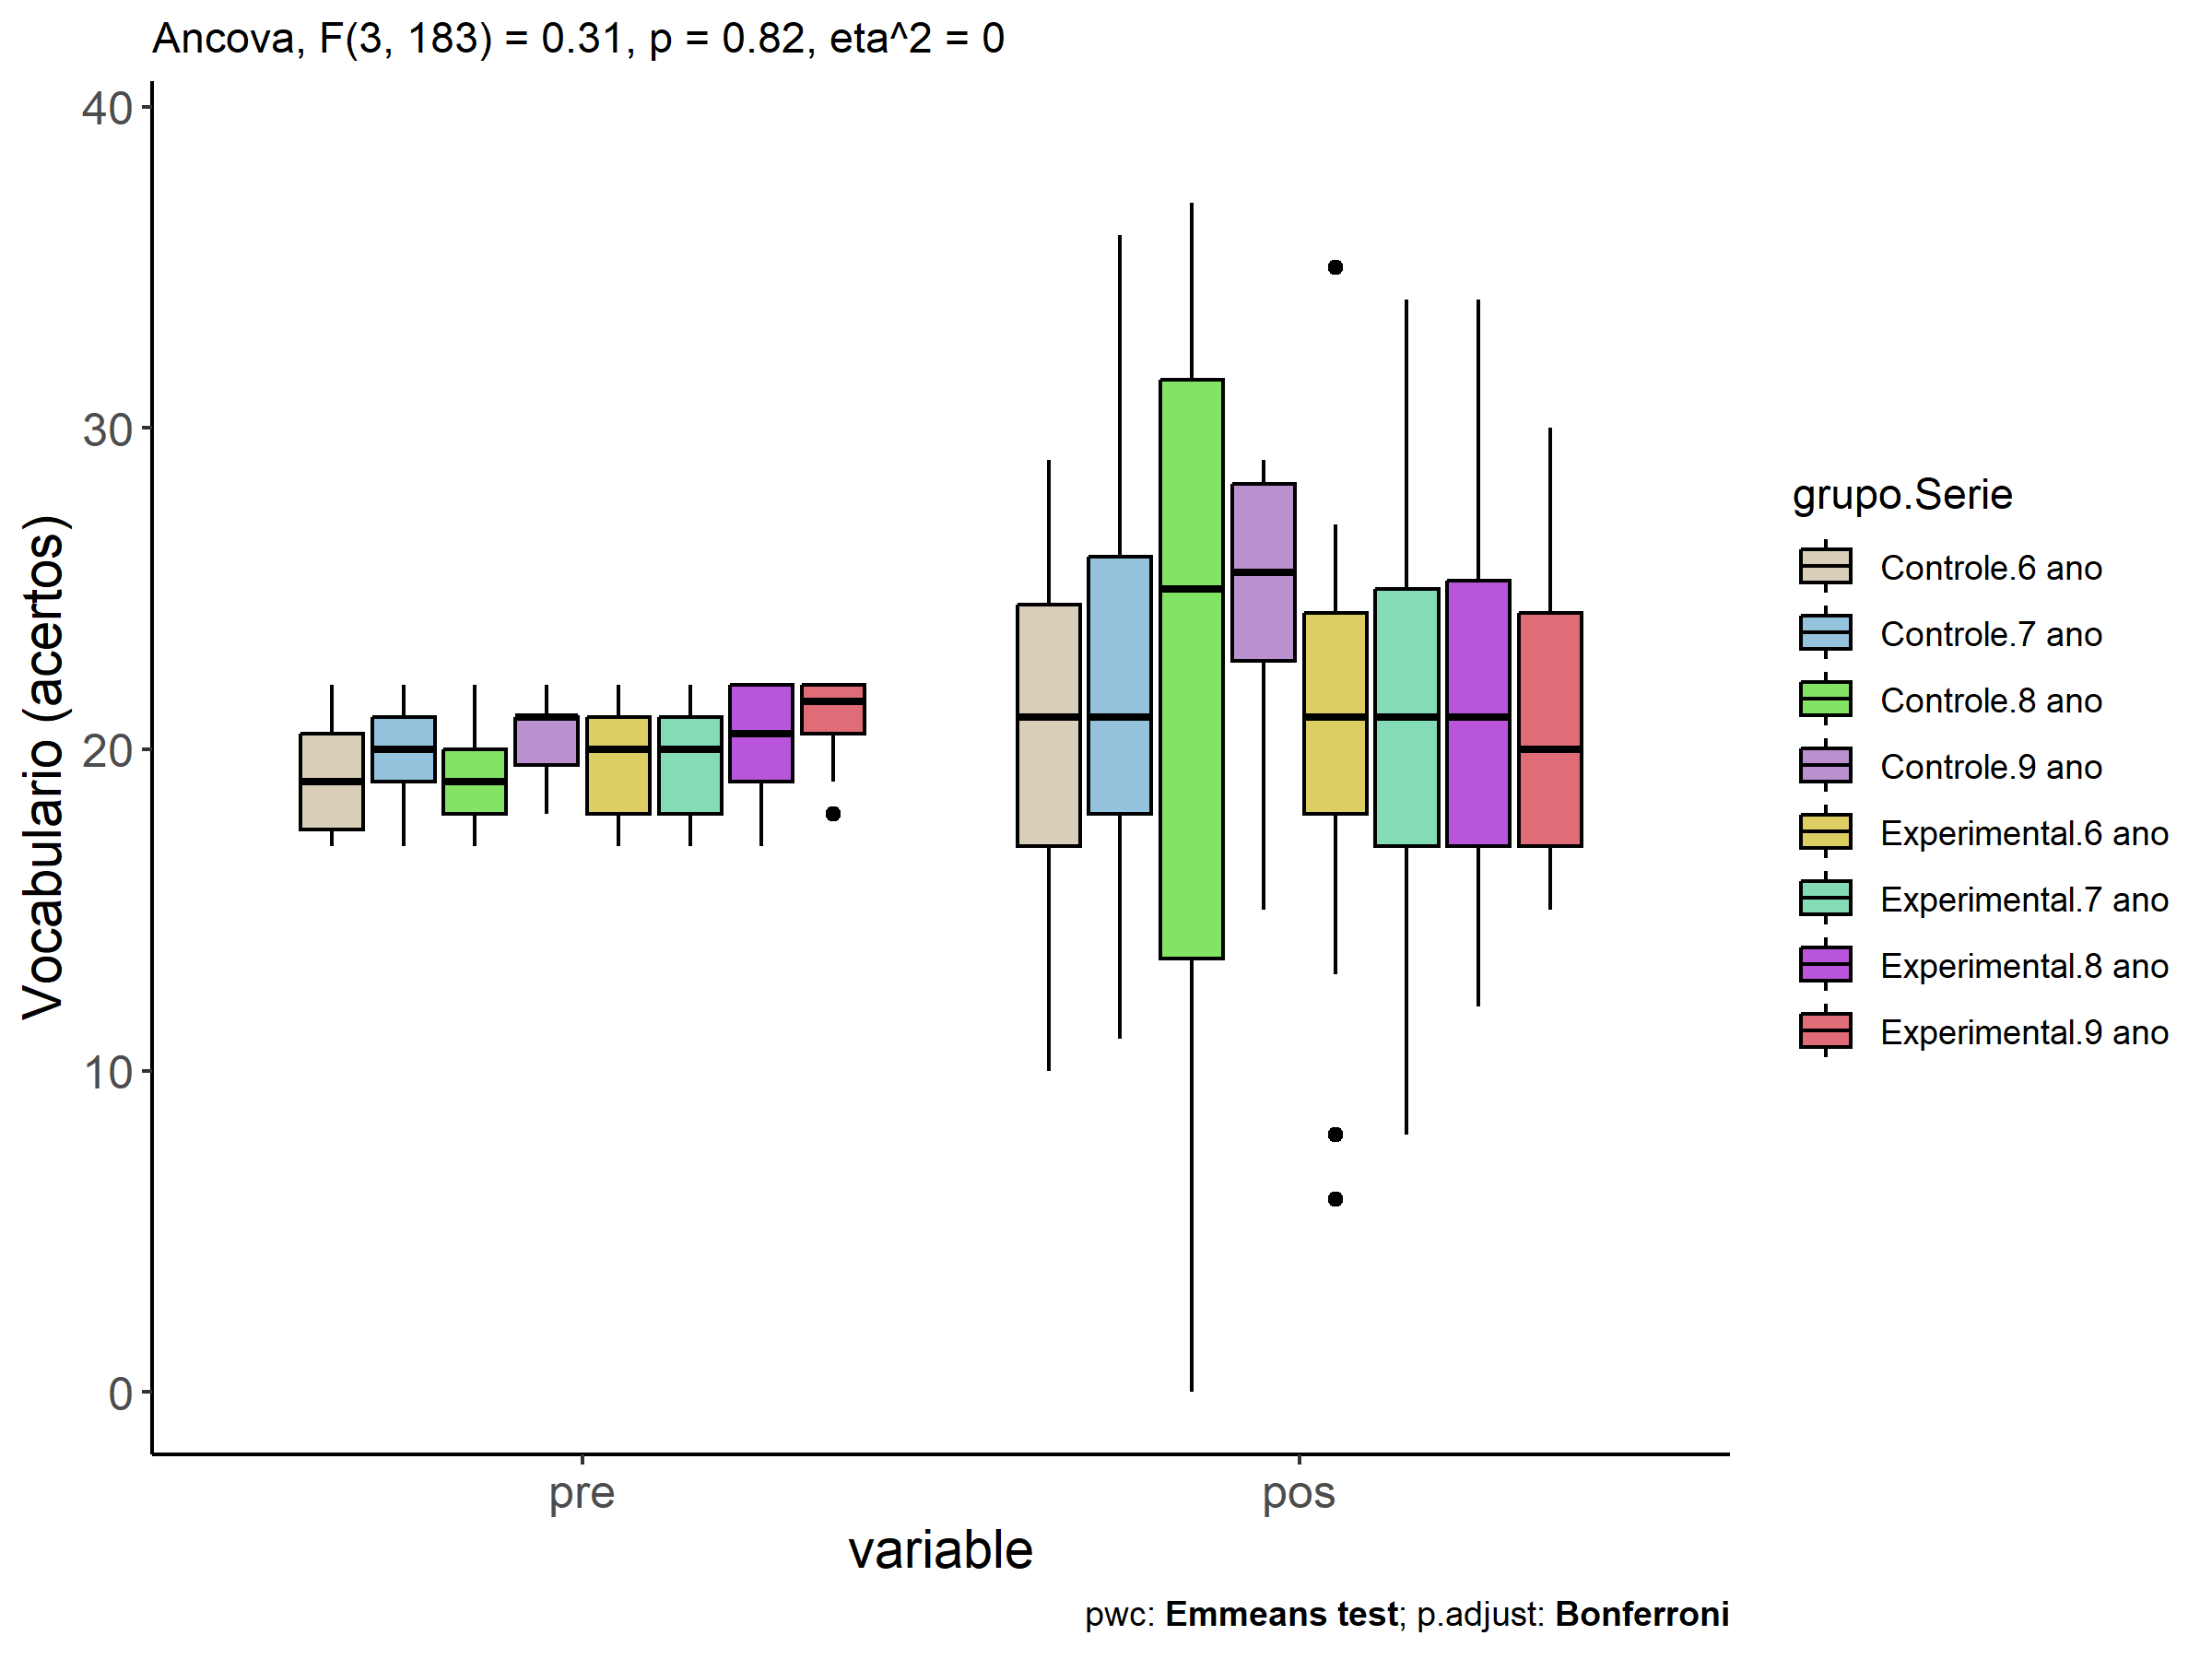 Ancova, F(3, 183) = 0.31, p = 0.82, eta^2 = 0
Vocabulario (acertos)
40
30
20
10
0
pre
pos
variable
grupo.Serie
Controle.6 ano
Controle.7 ano
Controle.8 ano
Controle.9 ano
Experimental.6 ano
Experimental.7 ano
Experimental.8 ano
Experimental.9 ano
pwc: Emmeans test; p.adjust: Bonferroni